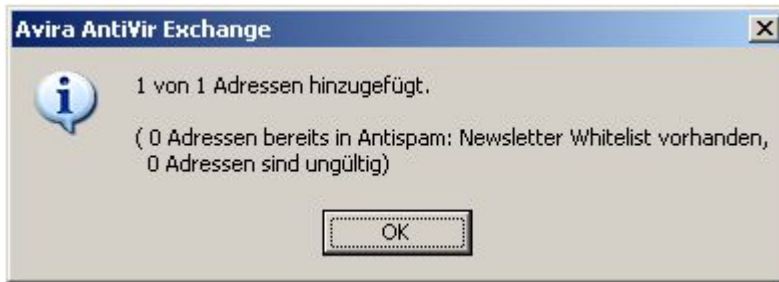 Avira AntiVir Exchange
1 von 1 Adressen hinzugefügt.
( 0 Adressen bereits in Antispam: Newsletter Whitelist vorhanden,
0 Adressen sind ungültig)
OK